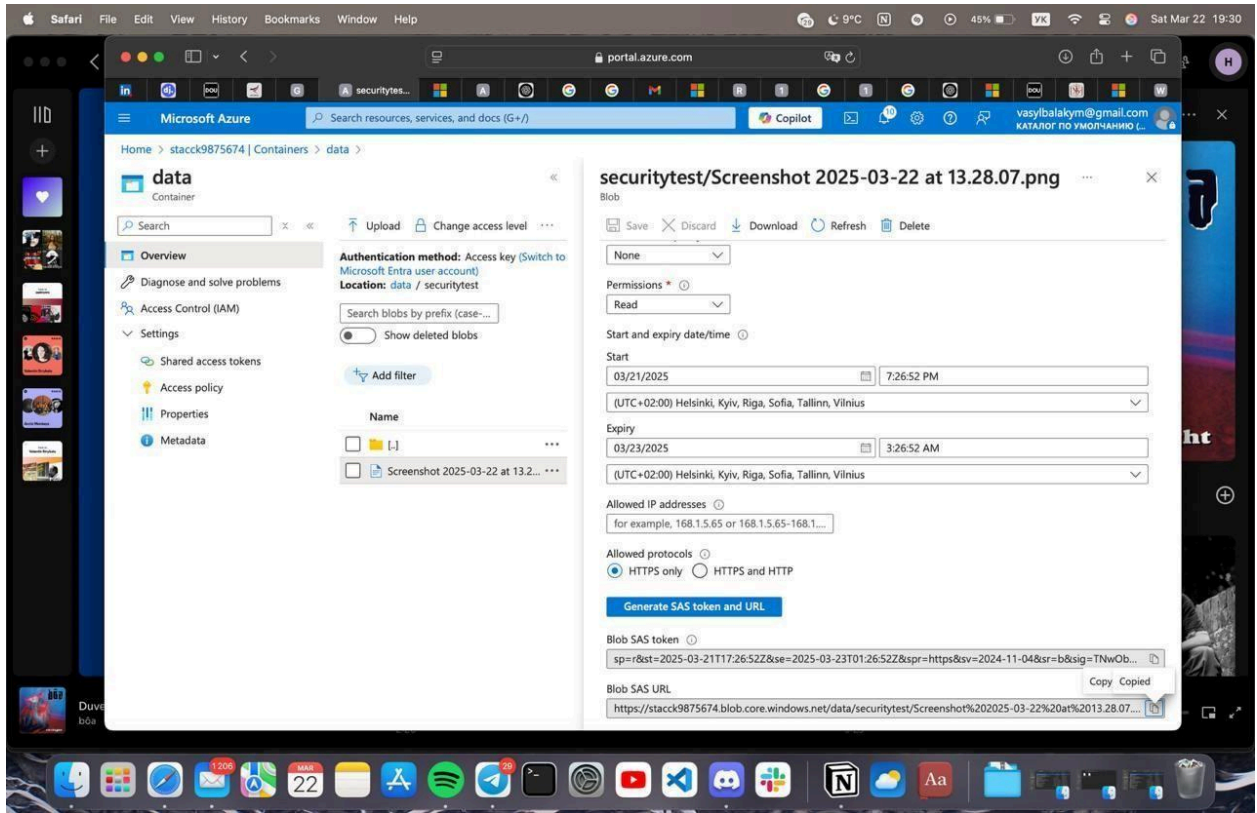 Safari File Edit View History Bookmarks Window Help
29 9°C 45% УК Sat Mar 22 19:30
portal.azure.com
securitytes...
Microsoft Azure
Search resources, services, and docs (G+/)
Copilot
10
vasylbalakym@gmail.com
КАТАЛОГ ПО УМОЛЧАНИЮ (...
H
Home > stacck9875674 | Containers > data >
data
Container
Search
Overview
Diagnose and solve problems
Access Control (IAM)
Settings
Shared access tokens
Access policy
Properties
Metadata
Upload Change access level ...
Authentication method: Access key (Switch to
Microsoft Entra user account)
Location: data / securitytest
Search blobs by prefix (case-...
Show deleted blobs
Add filter
Name
[..]
Screenshot 2025-03-22 at 13.2...
securitytest/Screenshot 2025-03-22 at 13.28.07.png ...
Blob
Save Discard Download Refresh Delete
None
Permissions *
Read
Start and expiry date/time
Start
03/21/2025 7:26:52 PM
(UTC+02:00) Helsinki, Kyiv, Riga, Sofia, Tallinn, Vilnius
Expiry
03/23/2025 3:26:52 AM
(UTC+02:00) Helsinki, Kyiv, Riga, Sofia, Tallinn, Vilnius
Allowed IP addresses
for example, 168.1.5.65 or 168.1.5.65-168.1....
Allowed protocols
HTTPS only HTTPS and HTTP
Generate SAS token and URL
Blob SAS token
sp=r&st=2025-03-21T17:26:52Z&se=2025-03-23T01:26:52Z&spr=https&sv=2024-11-04&sr=b&sig=TNwOb...
Copy Copied
Blob SAS URL
https://stacck9875674.blob.core.windows.net/data/securitytest/Screenshot%202025-03-22%20at%2013.28.07....
ht
Duve
bôa
1 206
MAR
22
29
Aa